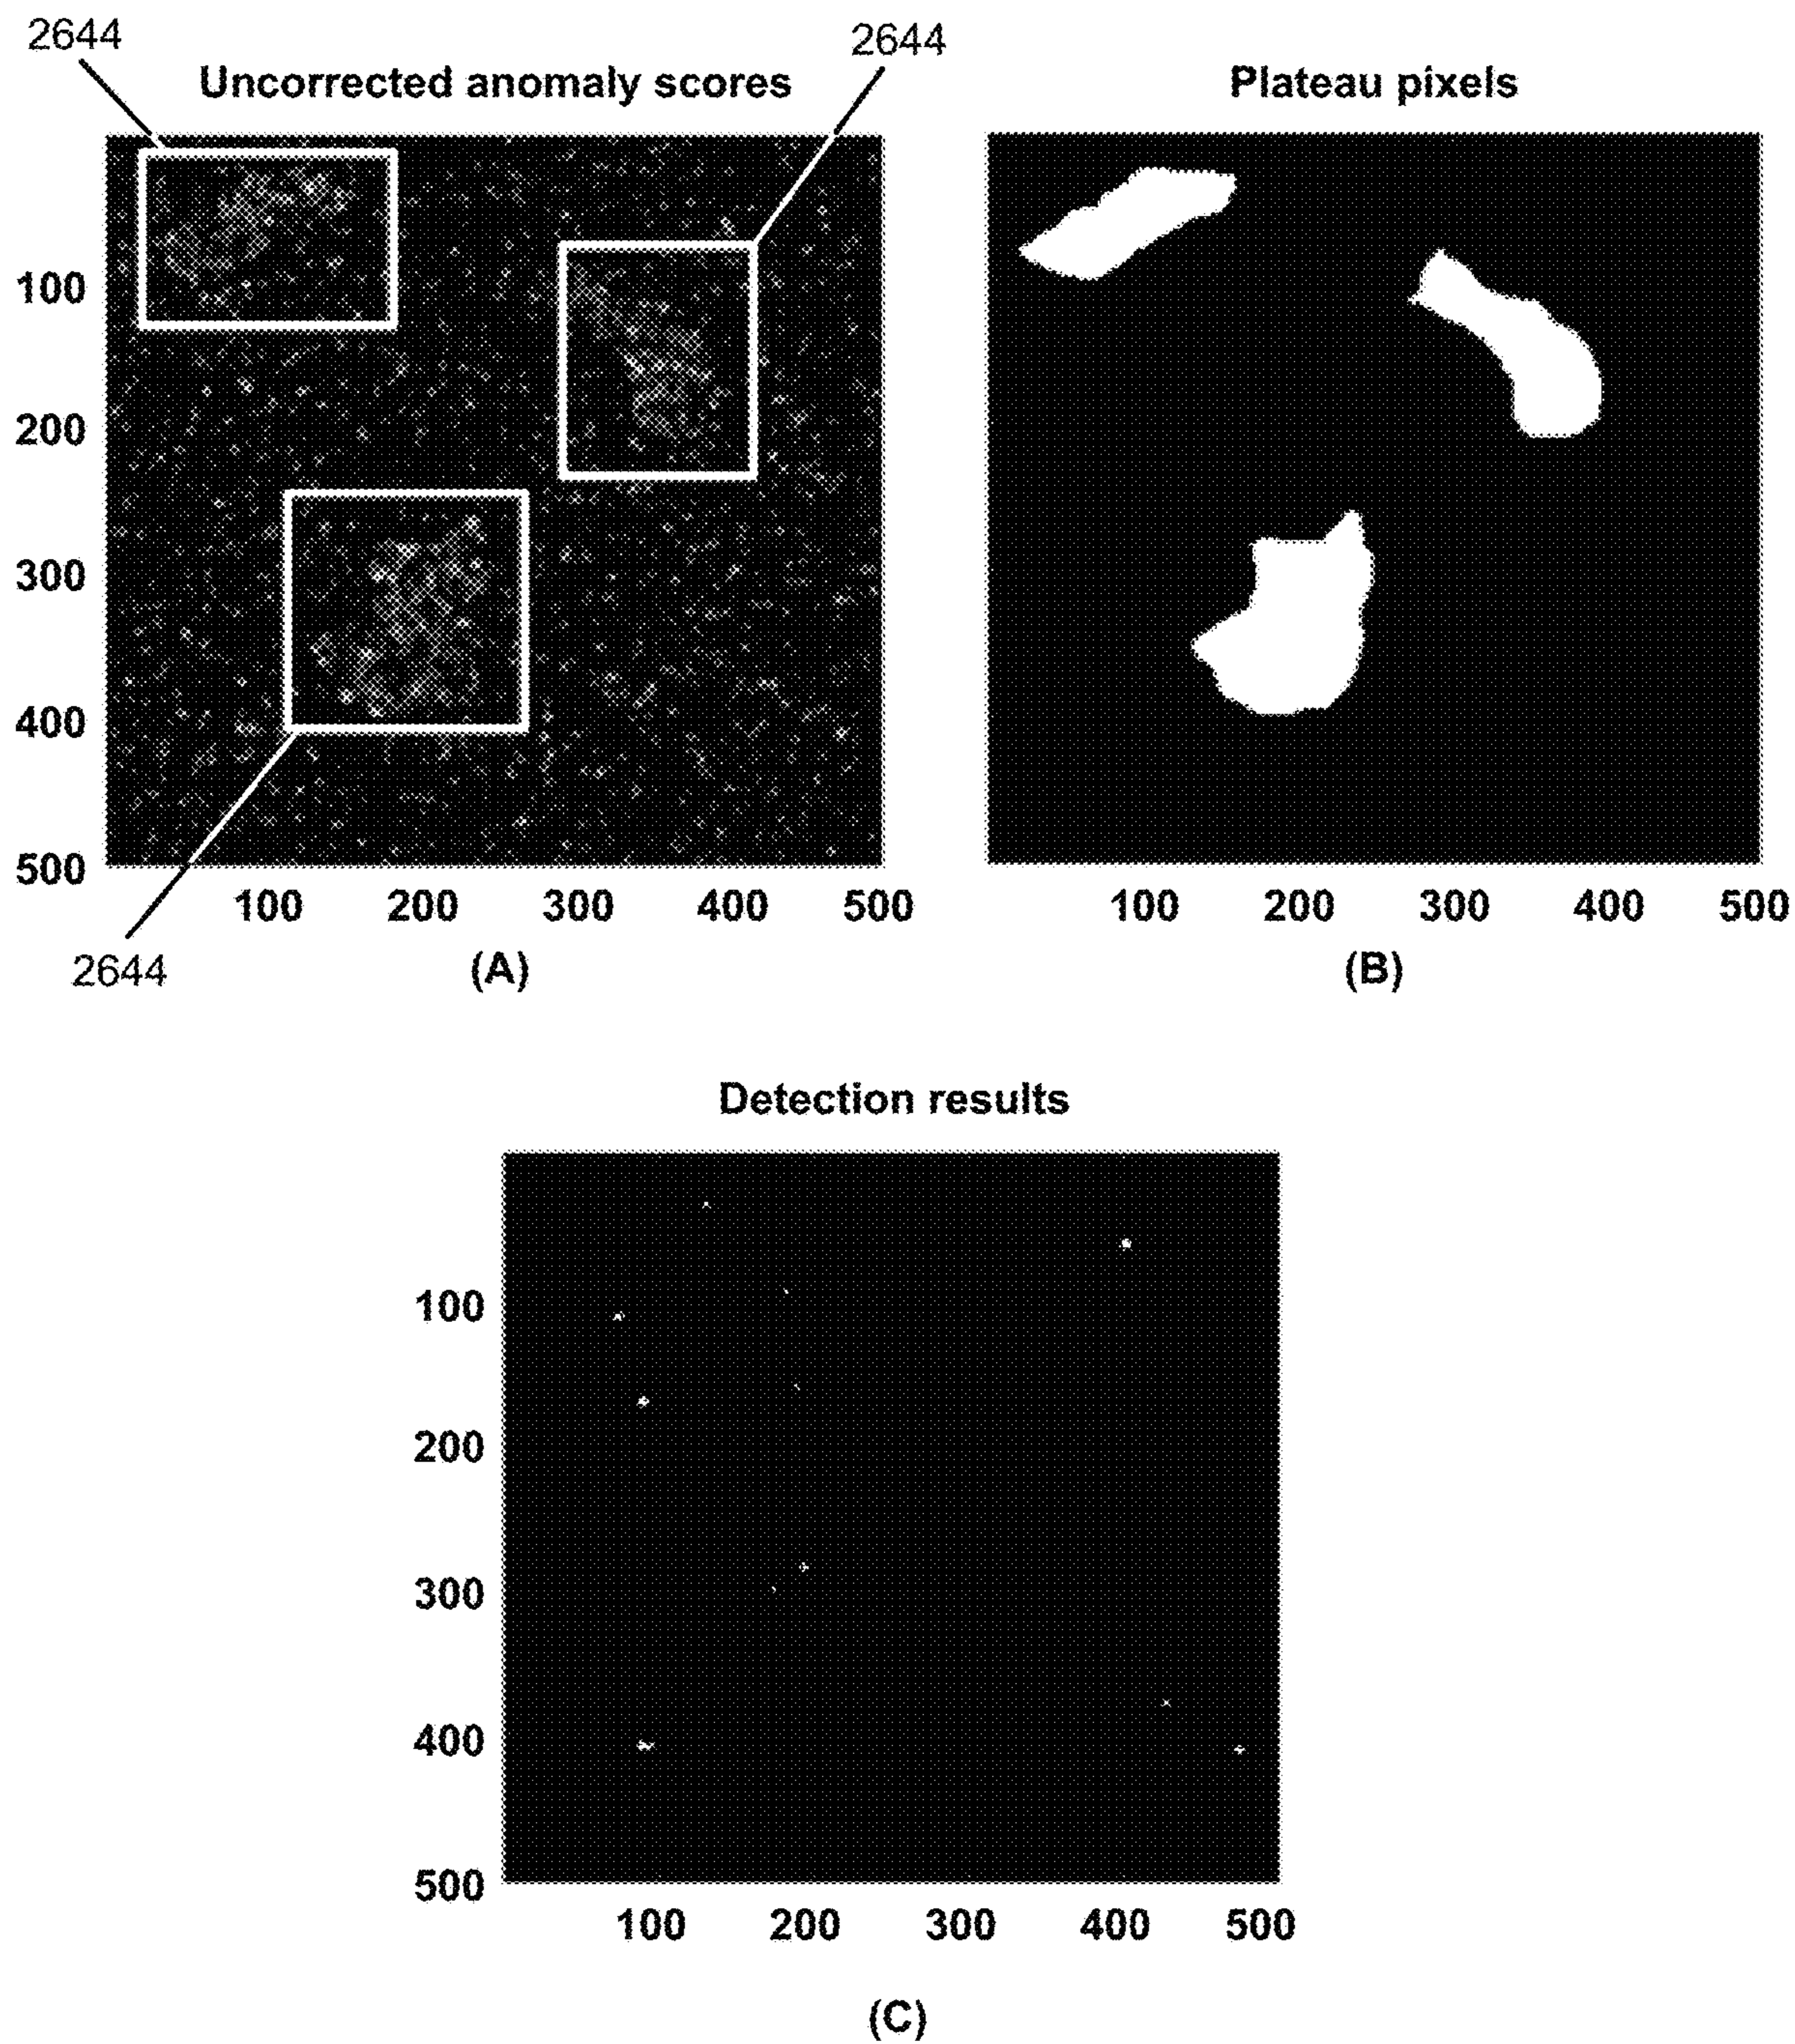 2644
2644
Uncorrected anomaly scores
Plateau pixels
100
200
300
400
500
100 200 300 400 500
100 200 300 400 500
2644
(A)
(B)
Detection results
100
200
300
400
500
100 200 300 400 500
(C)